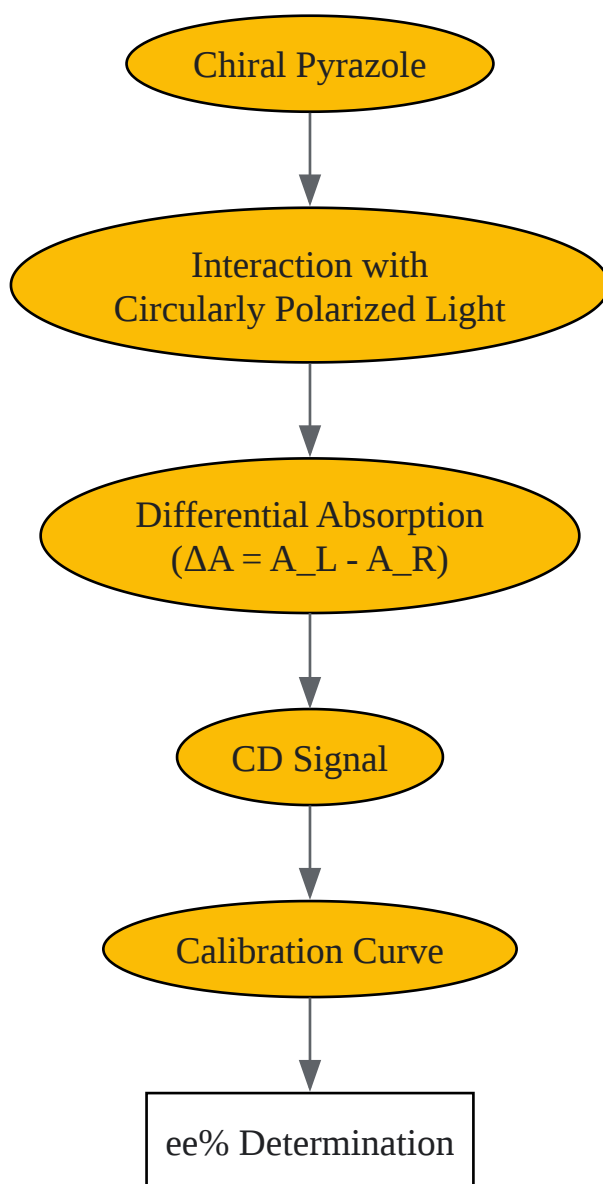 Chiral Pyrazole
Interaction with
Circularly Polarized Light
Differential Absorption
(ΔA = A_L - A_R)
CD Signal
Calibration Curve
ee% Determination